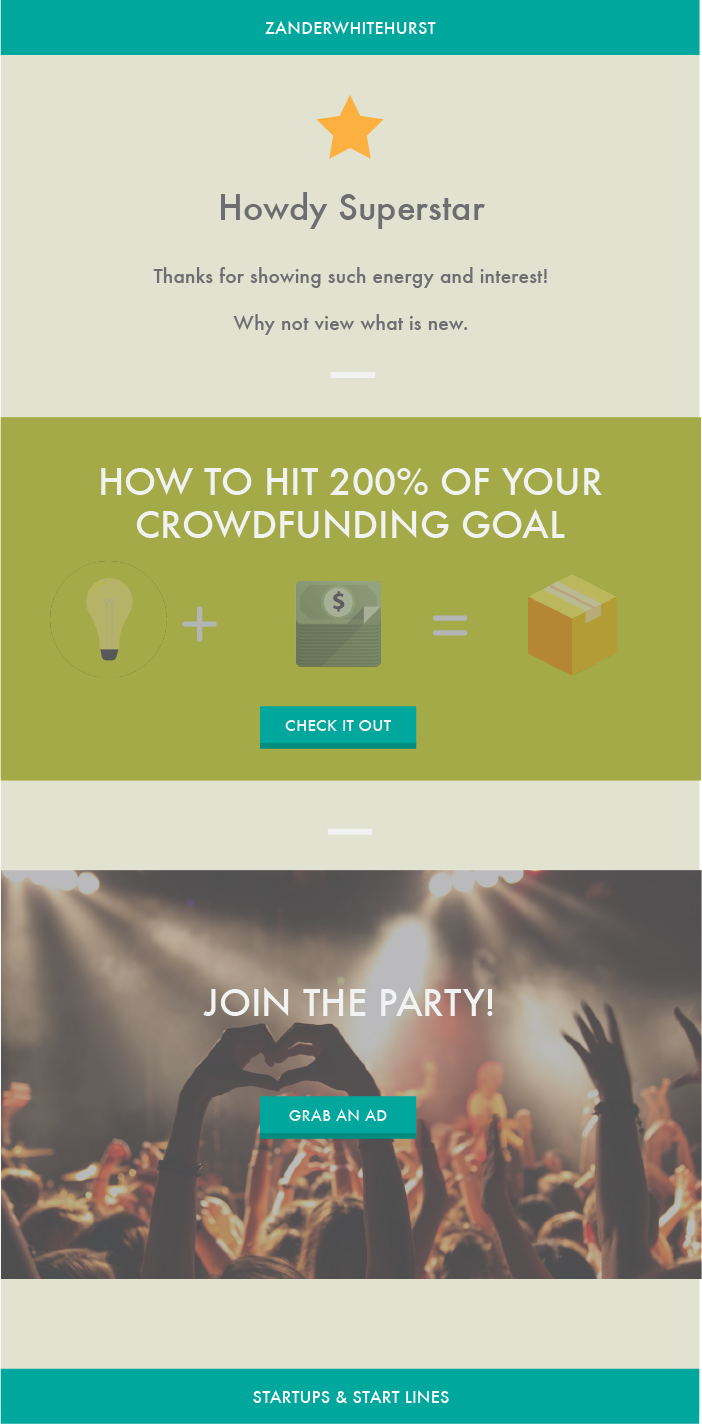 ZANDERWHITEHURST
Howdy Superstar
Thanks for showing such energy and interest!
Why not view what is new.
HOW TO HIT 200% OF YOUR
CROWDFUNDING GOAL
+ $ =
CHECK IT OUT
JOIN THE PARTY!
GRAB AN AD
STARTUPS & START LINES